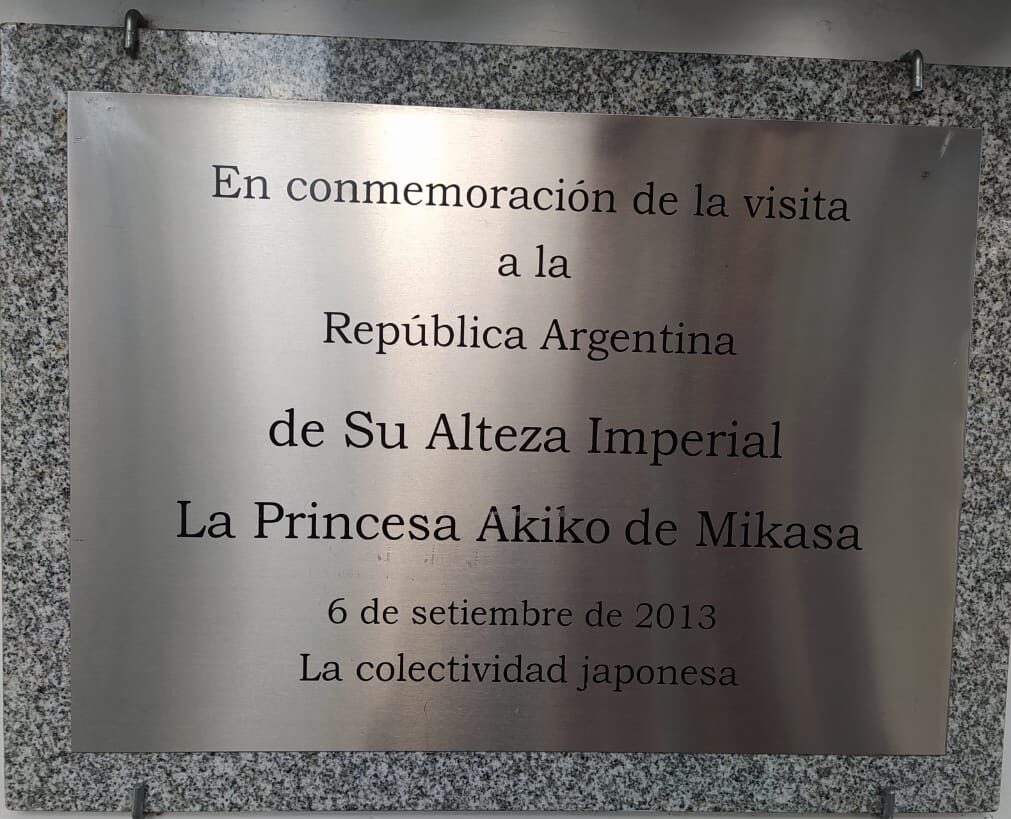 En conmemoración de la visita
a la
República Argentina
de Su Alteza Imperial
La Princesa Akiko de Mikasa
6 de setiembre de 2013
La colectividad japonesa